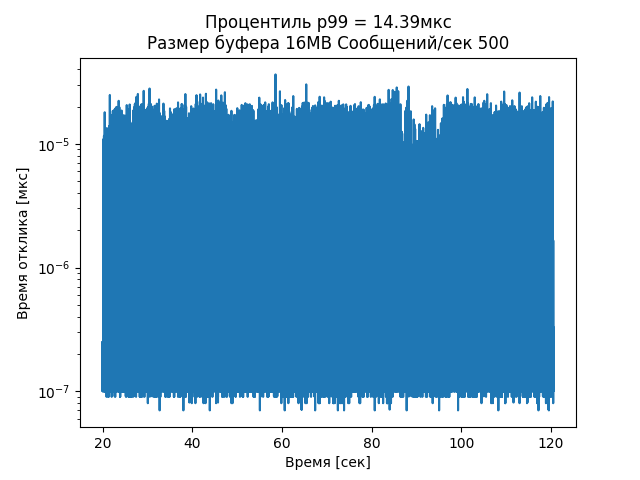 Процентиль p99 = 14.39мкс
Размер буфера 16MB Сообщений/сек 500
Время отклика [мкс]
10⁻⁵
10⁻⁶
10⁻⁷
20 40 60 80 100 120
Время [сек]